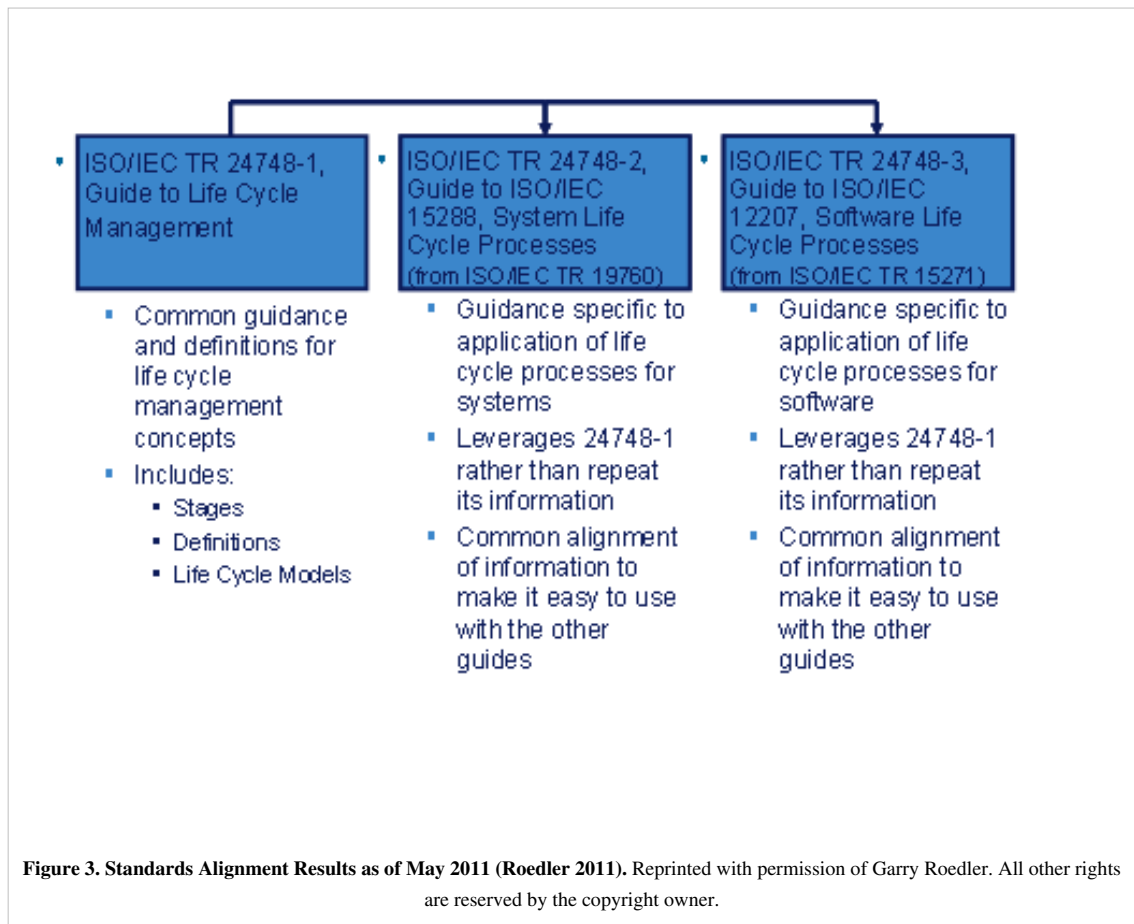 ISO/IEC TR 24748-1,
Guide to Life Cycle
Management
Common guidance
and definitions for
life cycle
management
concepts
Includes:
Stages
Definitions
Life Cycle Models
ISO/IEC TR 24748-2,
Guide to ISO/IEC
15288, System Life
Cycle Processes
(from ISO/IEC TR 19760)
Guidance specific to
application of life
cycle processes for
systems
Leverages 24748-1
rather than repeat
its information
Common alignment
of information to
make it easy to use
with the other
guides
ISO/IEC TR 24748-3,
Guide to ISO/IEC
12207, Software Life
Cycle Processes
(from ISO/IEC TR 15271)
Guidance specific to
application of life
cycle processes for
software
Leverages 24748-1
rather than repeat
its information
Common alignment
of information to
make it easy to use
with the other
guides
Figure 3. Standards Alignment Results as of May 2011 (Roedler 2011). Reprinted with permission of Garry Roedler. All other rights
are reserved by the copyright owner.